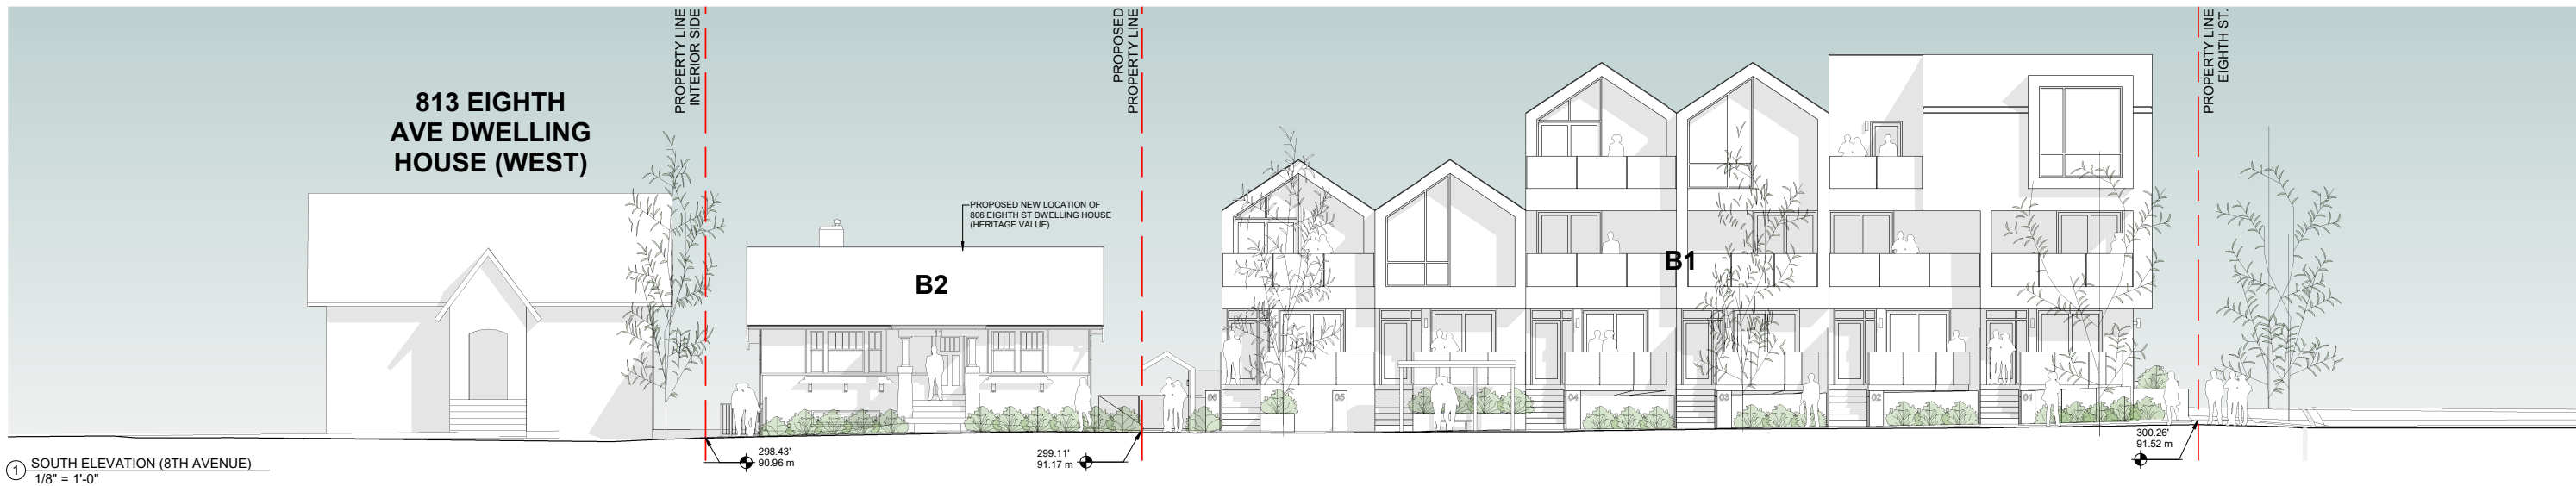 PROPERTY LINE
INTERIOR SIDE
PROPOSED
PROPERTY LINE
PROPERTY LINE
EIGHTH ST.
813 EIGHTH
AVE DWELLING
HOUSE (WEST)
PROPOSED NEW LOCATION OF
806 EIGHTH ST DWELLING HOUSE
(HERITAGE VALUE)
B2
B1
06
05
04
03
02
01
298.43'
90.96 m
299.11'
91.17 m
300.26'
91.52 m
1 SOUTH ELEVATION (8TH AVENUE)
1/8" = 1'-0"